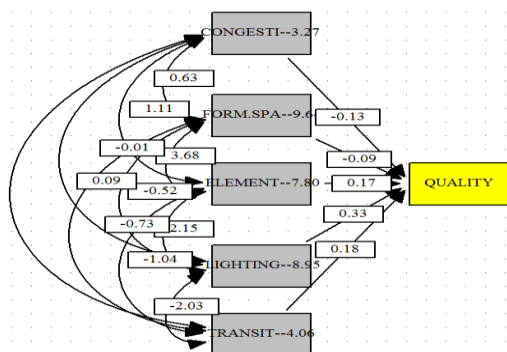 CONGESTI--3.27
0.63
1.11
FORM.SPA--9.6
-0.13
-0.01
3.68
-0.09
0.09
-0.52
ELEMENT--7.80
0.17
QUALITY
-0.73
2.15
0.33
-1.04
LIGHTING--8.95
0.18
-2.03
TRANSIT--4.06